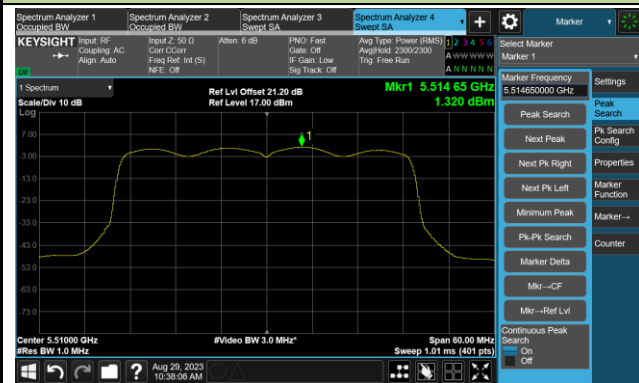 Spectrum Analyzer 1
Occupied BW
Spectrum Analyzer 2
Occupied BW
Spectrum Analyzer 3
Swept SA
Spectrum Analyzer 4
Swept SA
+
Marker
KEYSIGHT
Input: RF
Coupling: AC
Align: Auto
Input Z: 50 Ω
Corr CCorr
Freq Ref: Int (S)
NFE: Off
Atten: 6 dB
PNO: Fast
Gate: Off
IF Gain: Low
Sig Track: Off
Avg Type: Power (RMS)
Avg|Hold: 2300/2300
Trig: Free Run
1 2 3 4 5 6
A W W W W W
A N N N N N
LW
Select Marker
Marker 1
1 Spectrum
Scale/Div 10 dB
Log
Ref Lvl Offset 21.20 dB
Ref Level 17.00 dBm
Mkr1 5.514 65 GHz
1.320 dBm
7.00
-3.00
-13.0
-23.0
-33.0
-43.0
-53.0
-63.0
-73.0
1
Center 5.51000 GHz
#Res BW 1.0 MHz
#Video BW 3.0 MHz*
Span 60.00 MHz
Sweep 1.01 ms (401 pts)
Marker Frequency
5.514650000 GHz
Peak Search
Next Peak
Next Pk Right
Next Pk Left
Minimum Peak
Pk-Pk Search
Marker Delta
Mkr→CF
Mkr→Ref Lvl
Continuous Peak
Search
On
Off
Settings
Peak
Search
Pk Search
Config
Properties
Marker
Function
Marker→
Counter
?
Aug 29, 2023
10:38:06 AM